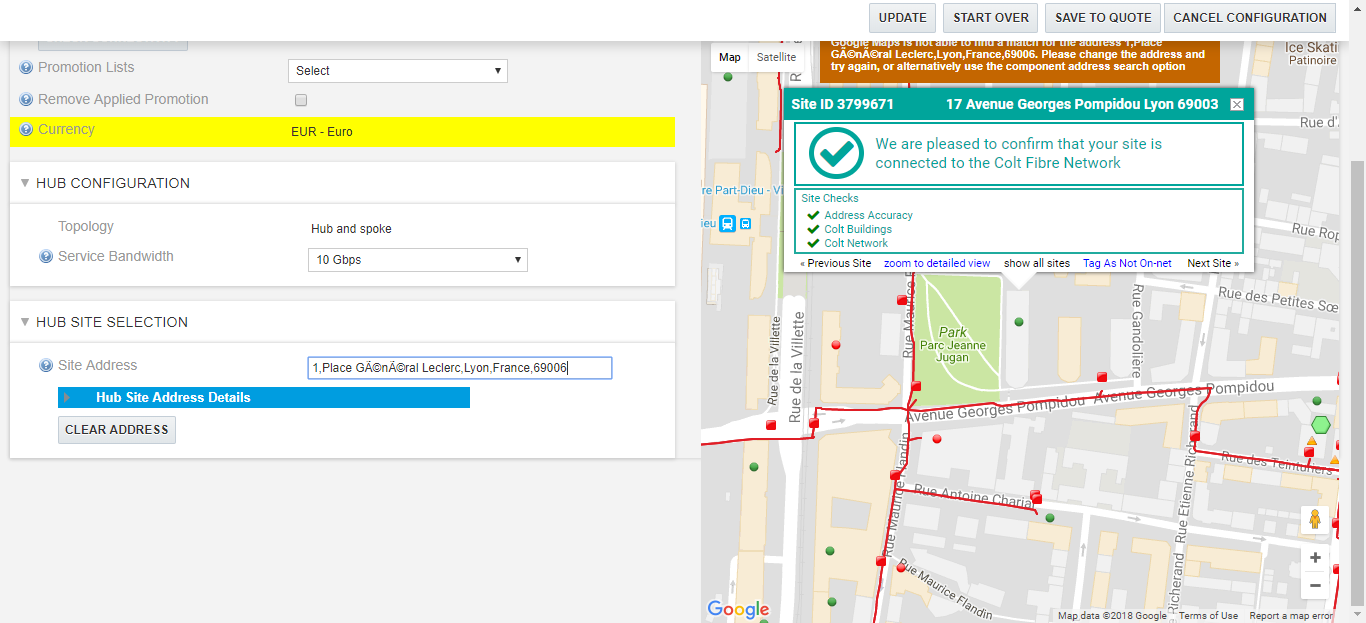 UPDATE
START OVER
SAVE TO QUOTE
CANCEL CONFIGURATION
Promotion Lists
Select
Remove Applied Promotion
Currency
EUR - Euro
HUB CONFIGURATION
Topology
Hub and spoke
Service Bandwidth
10 Gbps
HUB SITE SELECTION
Site Address
1,Place GÃ©nÃ©ral Leclerc,Lyon,France,69006
Hub Site Address Details
CLEAR ADDRESS
Map
Satellite
Google Maps is not able to find a match for the address 1,Place
GÃ©nÃ©ral Leclerc,Lyon,France,69006. Please change the address and
try again, or alternatively use the component address search option
Site ID 3799671
17 Avenue Georges Pompidou Lyon 69003
We are pleased to confirm that your site is
connected to the Colt Fibre Network
Site Checks
Address Accuracy
Colt Buildings
Colt Network
« Previous Site
zoom to detailed view
show all sites
Tag As Not On-net
Next Site »
Ice Skati
Patinoire
Rue d'
re Part-Dieu - Vi
ieu
Rue Rop
Rue des Petites Sœ
Rue Gandolière
Rue Mauric
Park
Parc Jeanne
Jugan
Rue de la Villette
Rue de la Villette
Avenue Georges Pompidou
Avenue Georges Pompidou
Rue Maurice Flandin
Rue Antoine Charial
Rue Etienne Richerand
Rue des Teinturiers
Richerand
Rue Maurice Flandin
Google
Map data ©2018 Google
Terms of Use
Report a map error